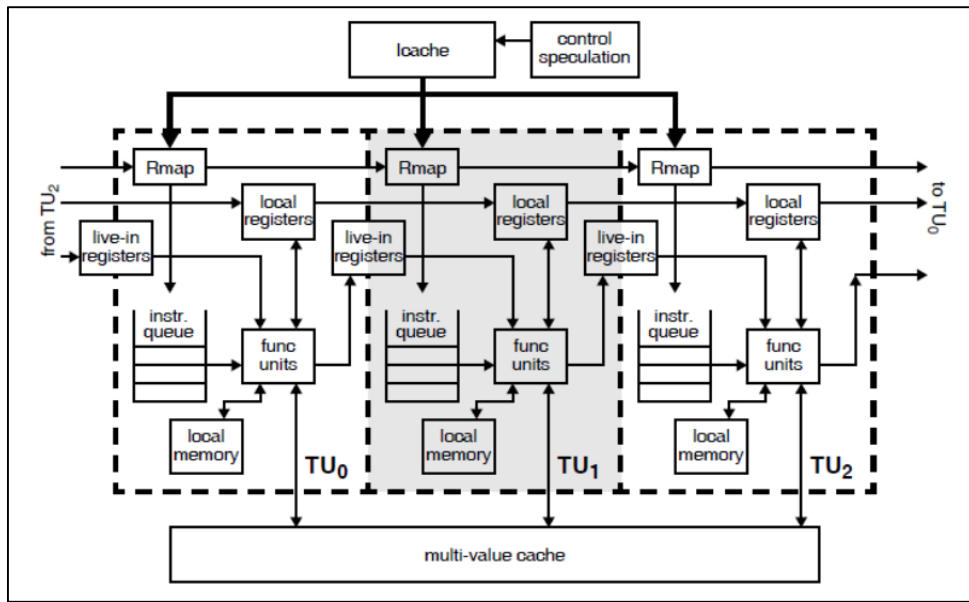 Icache
control
speculation
Rmap
Rmap
Rmap
from TU2
local
registers
local
registers
local
registers
to TU0
live-in
registers
live-in
registers
live-in
registers
instr.
queue
func
units
instr.
queue
func
units
instr.
queue
func
units
local
memory
TU0
local
memory
TU1
local
memory
TU2
multi-value cache